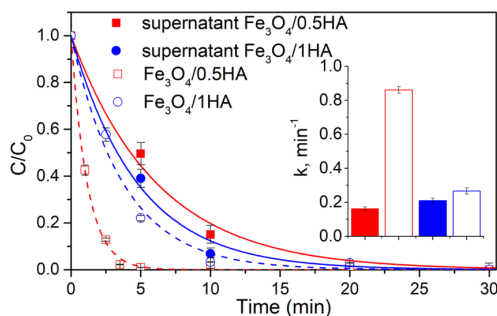 supernatant Fe₃O₄/0.5HA
supernatant Fe₃O₄/1HA
Fe₃O₄/0.5HA
Fe₃O₄/1HA
C/C₀
1.0
0.8
0.6
0.4
0.2
0.0
0 5 10 15 20 25 30
Time (min)
k, min⁻¹
1.0
0.8
0.6
0.4
0.2
0.0